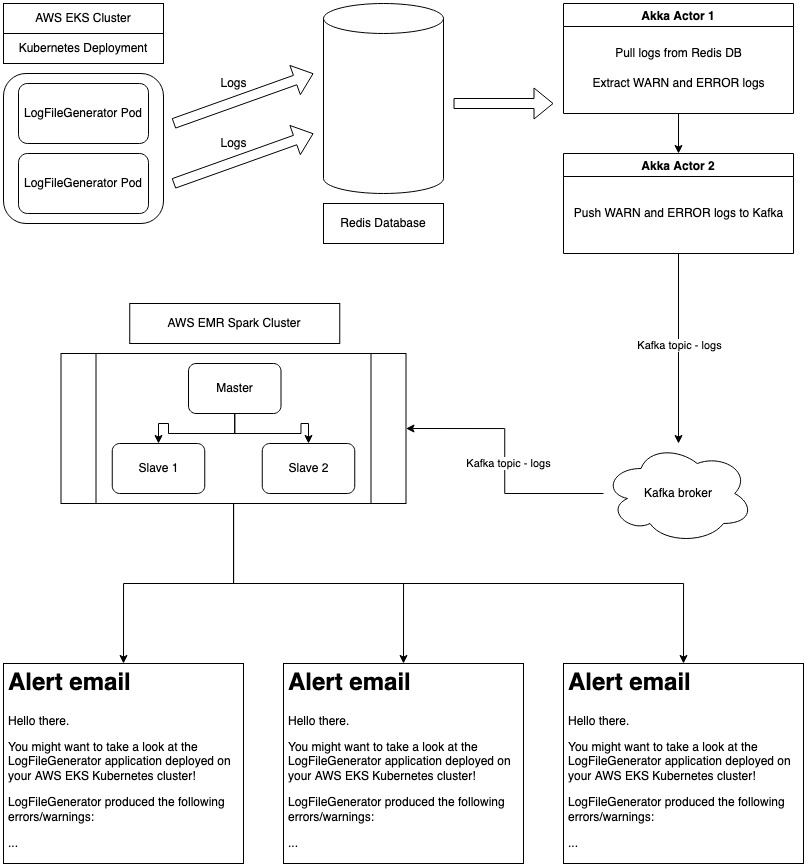 AWS EKS Cluster
Kubernetes Deployment
LogFileGenerator Pod
LogFileGenerator Pod
Logs
Logs
Redis Database
Akka Actor 1
Pull logs from Redis DB
Extract WARN and ERROR logs
Akka Actor 2
Push WARN and ERROR logs to Kafka
Kafka topic - logs
Kafka broker
Kafka topic - logs
AWS EMR Spark Cluster
Master
Slave 1
Slave 2
Alert email
Hello there.
You might want to take a look at the
LogFileGenerator application deployed on
your AWS EKS Kubernetes cluster!
LogFileGenerator produced the following
errors/warnings:
...
Alert email
Hello there.
You might want to take a look at the
LogFileGenerator application deployed on
your AWS EKS Kubernetes cluster!
LogFileGenerator produced the following
errors/warnings:
...
Alert email
Hello there.
You might want to take a look at the
LogFileGenerator application deployed on
your AWS EKS Kubernetes cluster!
LogFileGenerator produced the following
errors/warnings:
...